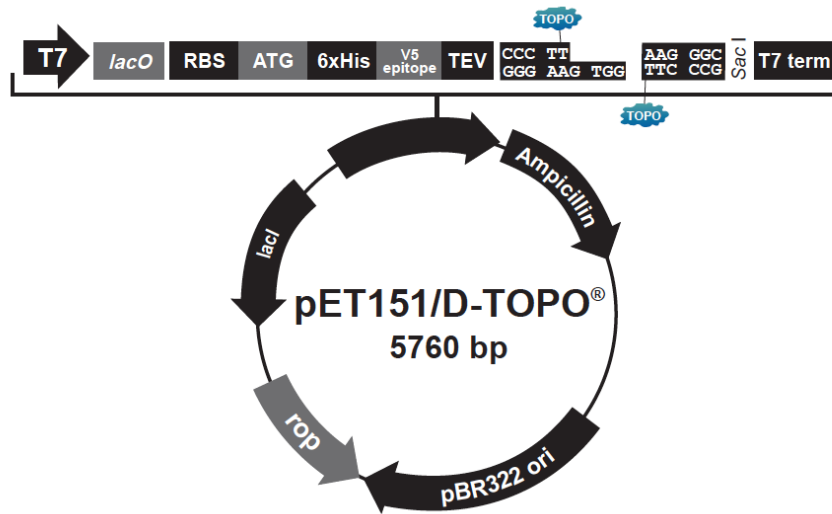 TOPO
T7 lacO RBS ATG 6xHis V5 epitope TEV CCC TT AAG GGC Sac I T7 term
GGG AAG TGG TTC CCG
TOPO
Ampicillin
lacI
pET151/D-TOPO®
5760 bp
rop
pBR322 ori